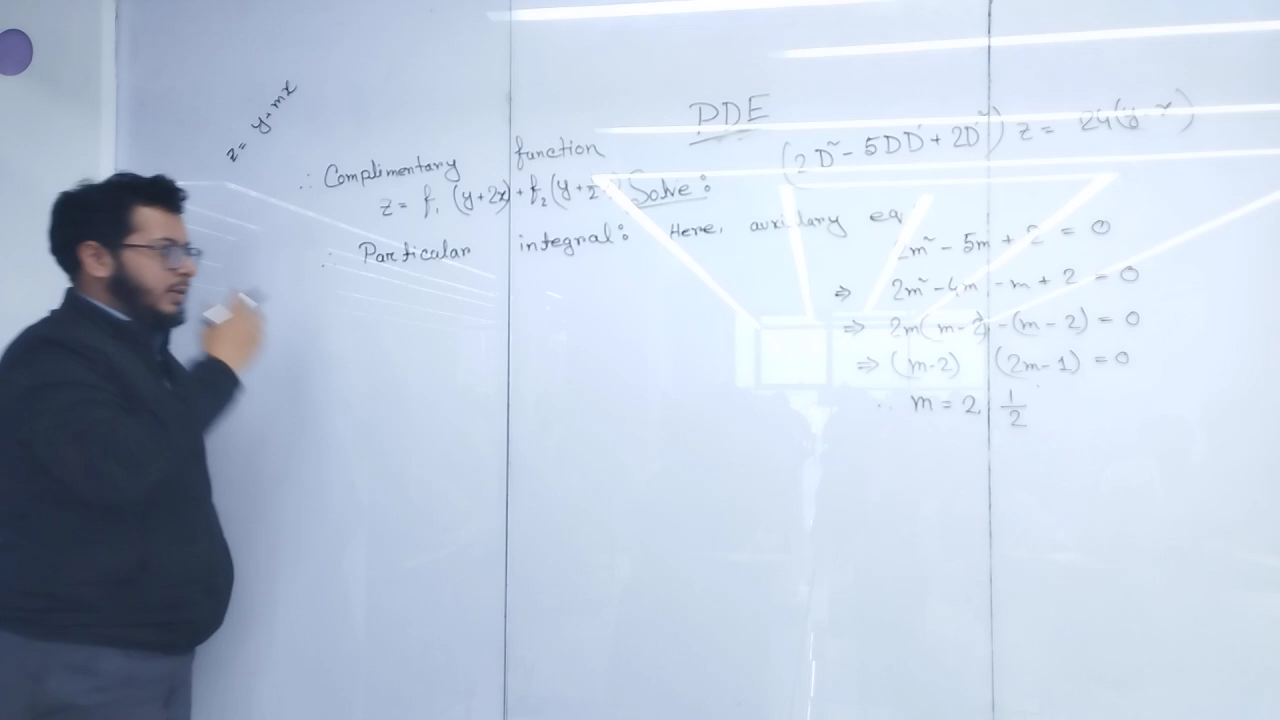 PDE
(2D² - 5DD' + 2D'²) z = 24(y-x)
Solve :
Here, auxiliary eq
2m² - 5m + 2 = 0
⇒ 2m² - 4m - m + 2 = 0
⇒ 2m(m-2) - (m-2) = 0
⇒ (m-2) (2m-1) = 0
∴ m = 2, 1/2
z = y + mx
∴ Complimentary function
z = f₁ (y+2x) + f₂ (y+
∴ Particular integral :